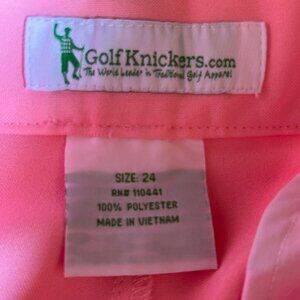 GolfKnickers.com
The World Leader in Traditional Golf Apparel
SIZE: 24
RN# 110441
100% POLYESTER
MADE IN VIETNAM